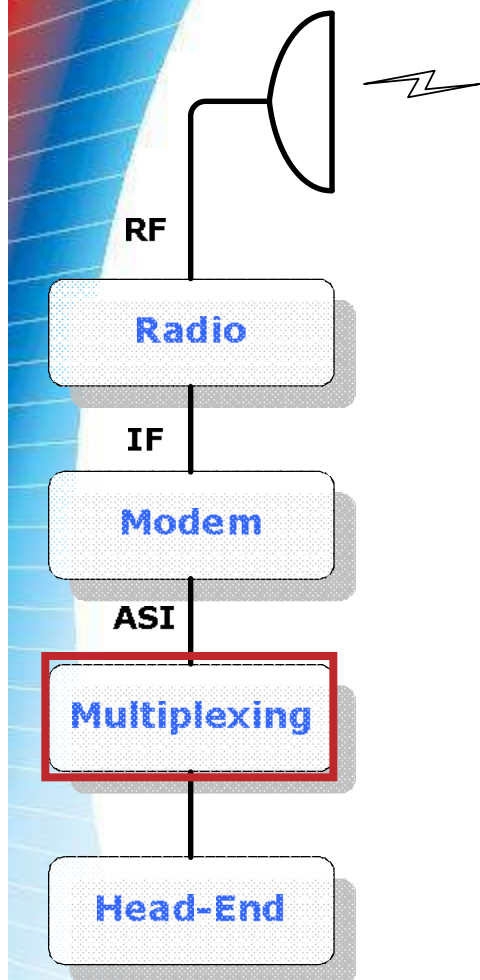 RF
Radio
IF
Modem
ASI
Multiplexing
Head-End